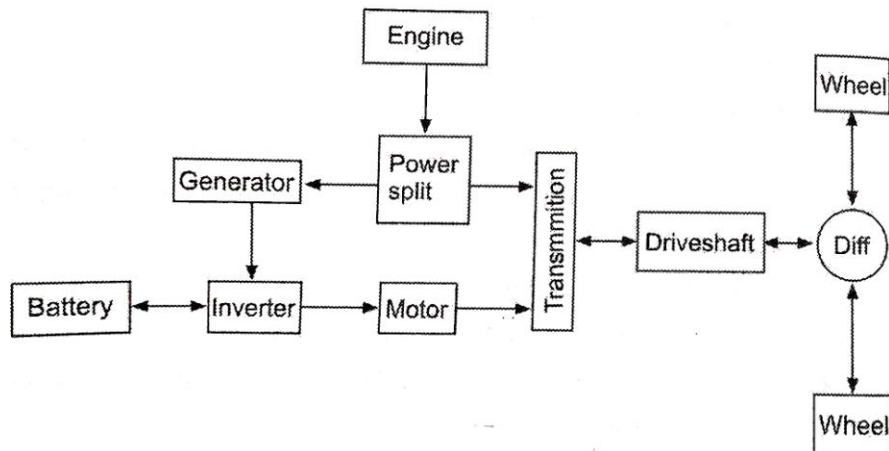 Engine
Wheel
Power
split
Generator
Transmmition
Driveshaft
Diff
Battery
Inverter
Motor
Wheel